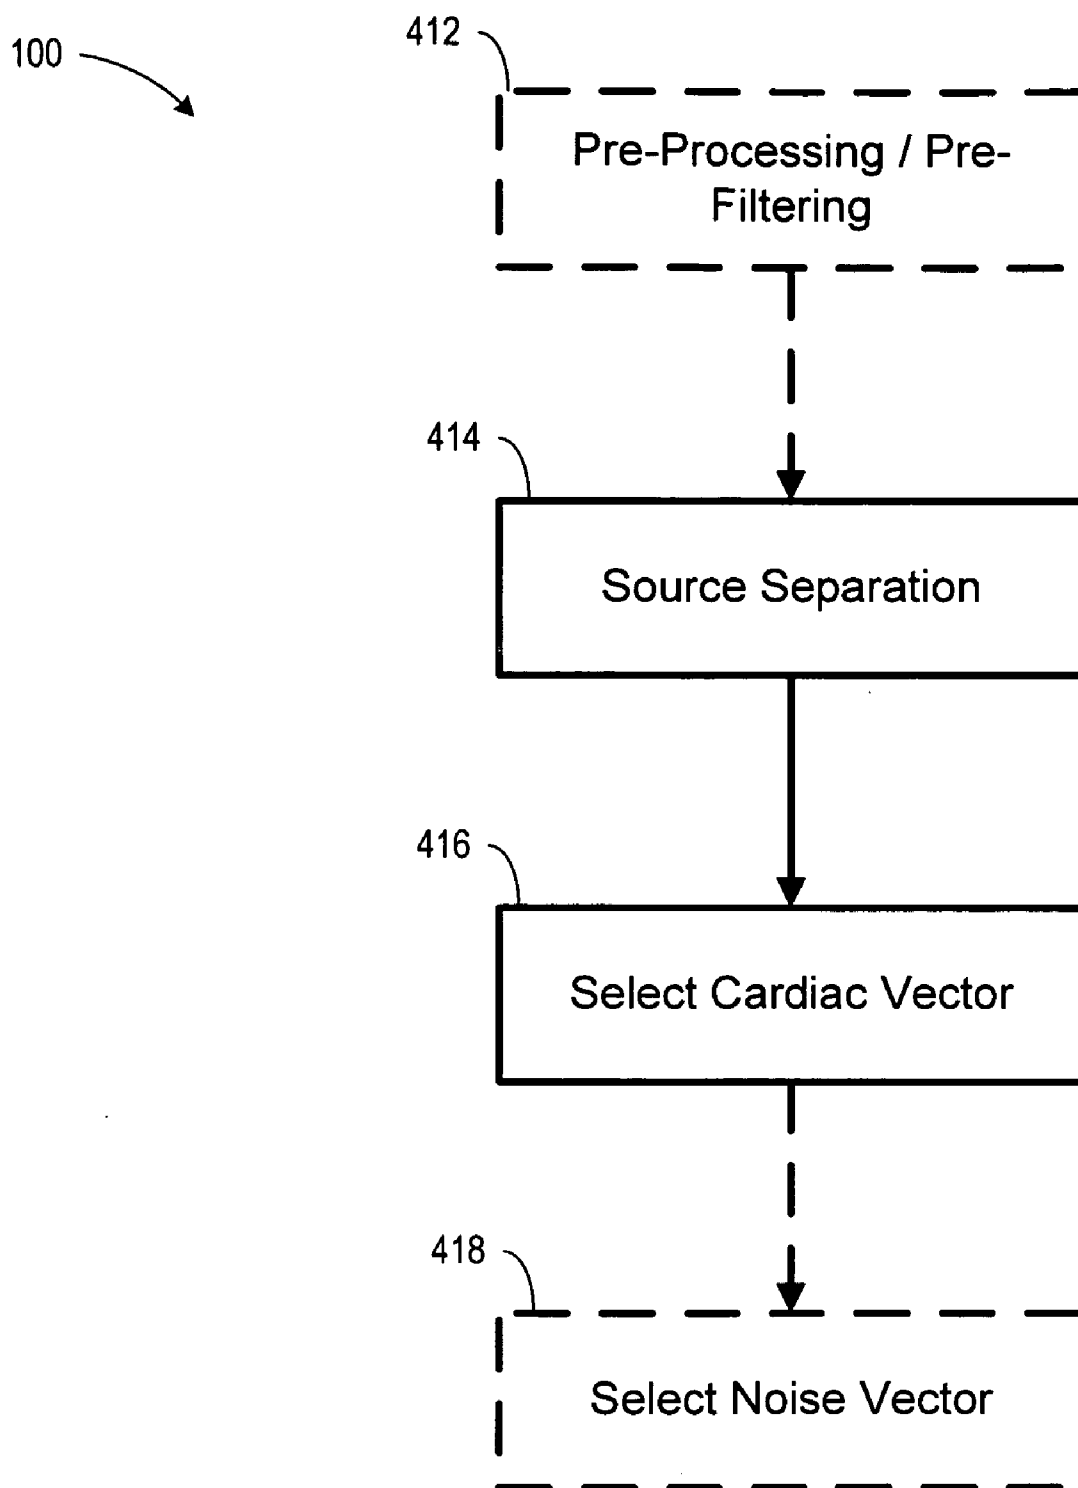 100
412
Pre-Processing / Pre-
Filtering
414
Source Separation
416
Select Cardiac Vector
418
Select Noise Vector